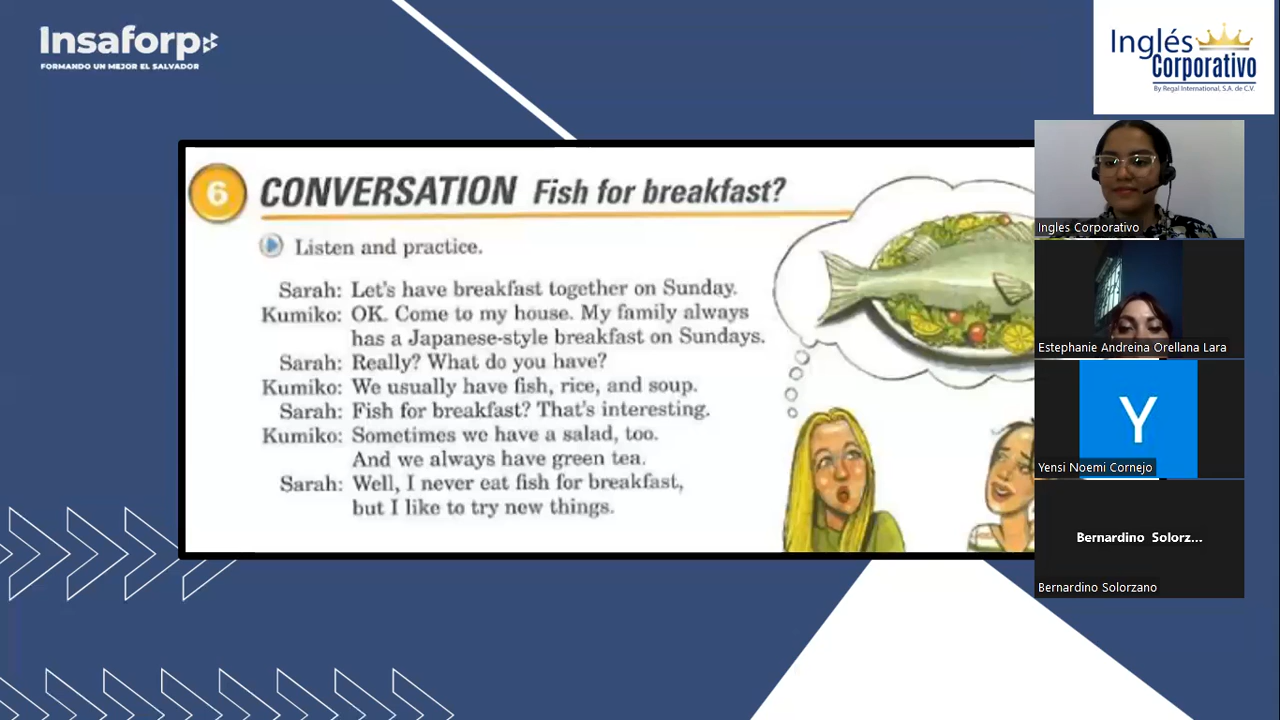 Insaforp
FORMANDO UN MEJOR EL SALVADOR
Inglés
Corporativo
By Regal International, S.A. de C.V.
6 CONVERSATION Fish for breakfast?
Listen and practice.
Sarah: Let's have breakfast together on Sunday.
Kumiko: OK. Come to my house. My family always
has a Japanese-style breakfast on Sundays.
Sarah: Really? What do you have?
Kumiko: We usually have fish, rice, and soup.
Sarah: Fish for breakfast? That's interesting.
Kumiko: Sometimes we have a salad, too.
And we always have green tea.
Sarah: Well, I never eat fish for breakfast,
but I like to try new things.
Ingles Corporativo
Estephanie Andreina Orellana Lara
Y
Yensi Noemi Cornejo
Bernardino Solorz...
Bernardino Solorzano